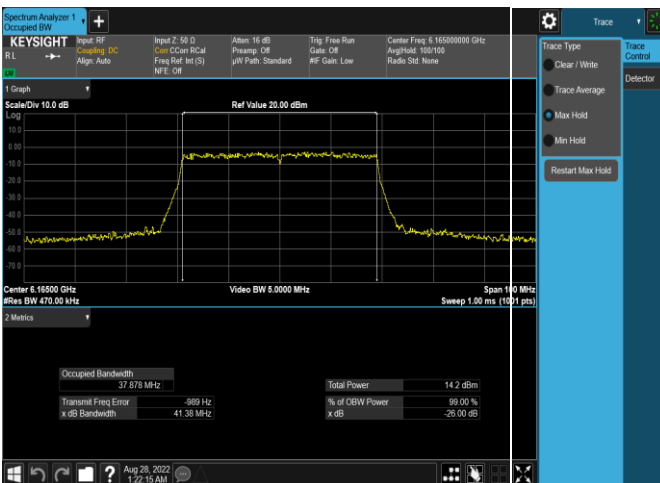 Spectrum Analyzer 1
Occupied BW
+
KEYSIGHT
R L
Input: RF
Coupling: DC
Align: Auto
Input Z: 50 Ω
Corr CCorr RCal
Freq Ref: Int (S)
NFE: Off
Atten: 16 dB
Preamp: Off
µW Path: Standard
Trig: Free Run
Gate: Off
#IF Gain: Low
Center Freq: 6.165000000 GHz
Avg|Hold: 100/100
Radio Std: None
1 Graph
Scale/Div 10.0 dB
Ref Value 20.00 dBm
Log
10.0
0.00
-10.0
-20.0
-30.0
-40.0
-50.0
-60.0
-70.0
Center 6.16500 GHz
#Res BW 470.00 kHz
Video BW 5.0000 MHz
Span 100 MHz
Sweep 1.00 ms (1001 pts)
2 Metrics
Occupied Bandwidth
37.878 MHz
Transmit Freq Error -989 Hz
x dB Bandwidth 41.38 MHz
Total Power 14.2 dBm
% of OBW Power 99.00 %
x dB -26.00 dB
?
Aug 28, 2022
1:22:15 AM
Trace
Trace Type
Clear / Write
Trace Average
Max Hold
Min Hold
Restart Max Hold
Trace
Control
Detector